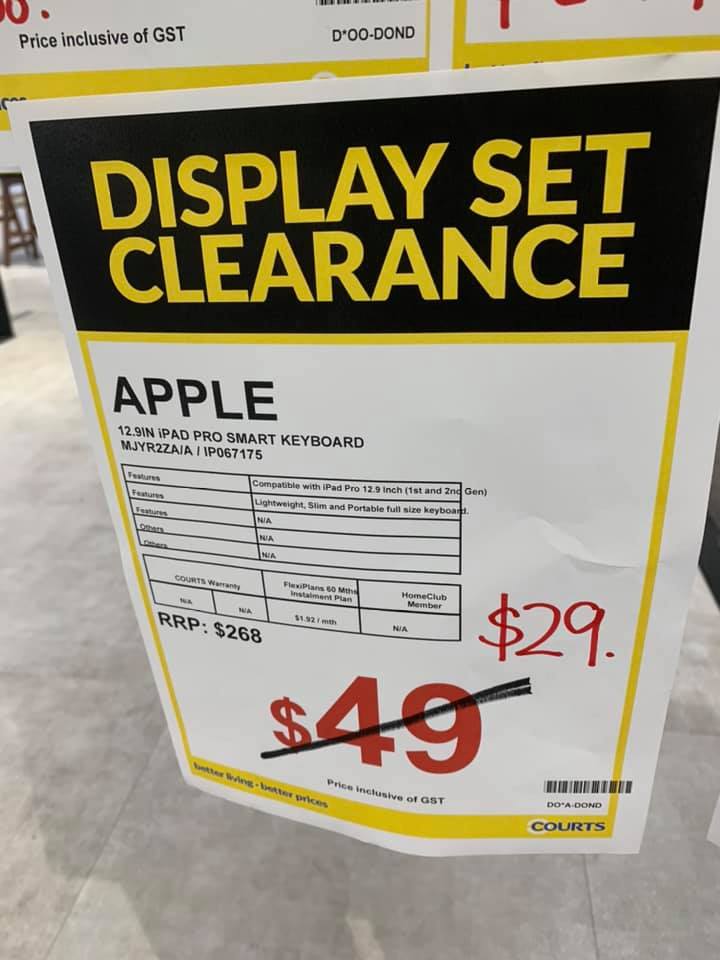 Price inclusive of GST
D*OO-DOND
DISPLAY SET
CLEARANCE
APPLE
12.9IN iPAD PRO SMART KEYBOARD
MJYR2ZA/A / IP067175
Features Compatible with iPad Pro 12.9 Inch (1st and 2nd Gen)
Features Lightweight, Slim and Portable full size keyboard.
Features N/A
Others N/A
Others N/A
COURTS Warranty FlexiPlans 60 Mths Instalment Plan HomeClub Member
N/A N/A $1.92 / mth N/A
RRP: $268
$29.
$49
Price inclusive of GST
better living - better prices
DO*A-DOND
COURTS